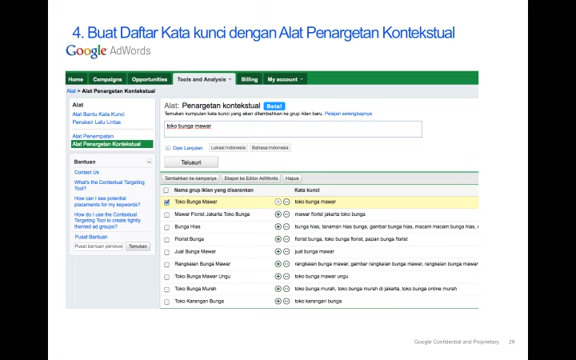 4. Buat Daftar Kata kunci dengan Alat Penargetan Kontekstual
Google AdWords
Home Campaigns Opportunities Tools and Analysis Billing My account
Alat > Alat Penargetan Kontekstual
Alat
Alat Bantu Kata Kunci
Penaksir Lalu Lintas
Alat Penempatan
Alat Penargetan Kontekstual
Bantuan
Contact Us
What's the Contextual Targeting Tool?
How can I see potential placements for my keywords?
How do I use the Contextual Targeting Tool to create tightly themed ad groups?
Pusat Bantuan
Pusat bantuan penelusu Temukan
Alat: Penargetan kontekstual Beta!
Temukan kumpulan kata kunci yang akan ditambahkan ke grup iklan baru. Pelajari selengkapnya
toko bunga mawar
Opsi Lanjutan Lokasi Indonesia Bahasa Indonesia
Telusuri
Tambahkan ke kampanye Ekspor ke Editor AdWords Hapus
Nama grup iklan yang disarankan Kata kunci
Toko Bunga Mawar toko bunga mawar
Mawar Florist Jakarta Toko Bunga mawar florist jakarta toko bunga
Bunga Hias bunga hias, tanaman hias bunga, gambar bunga hias, macam macam bunga hias,
Florist Bunga florist bunga, toko bunga florist, papan bunga florist
Jual Bunga Mawar jual bunga mawar
Rangkaian Bunga Mawar rangkaian bunga mawar, gambar rangkaian bunga mawar, rangkaian bunga mawar
Toko Bunga Mawar Ungu toko bunga mawar ungu
Toko Bunga Murah toko bunga murah, toko bunga murah di jakarta, toko bunga online murah
Toko Karangan Bunga toko karangan bunga
Google Confidential and Proprietary 29